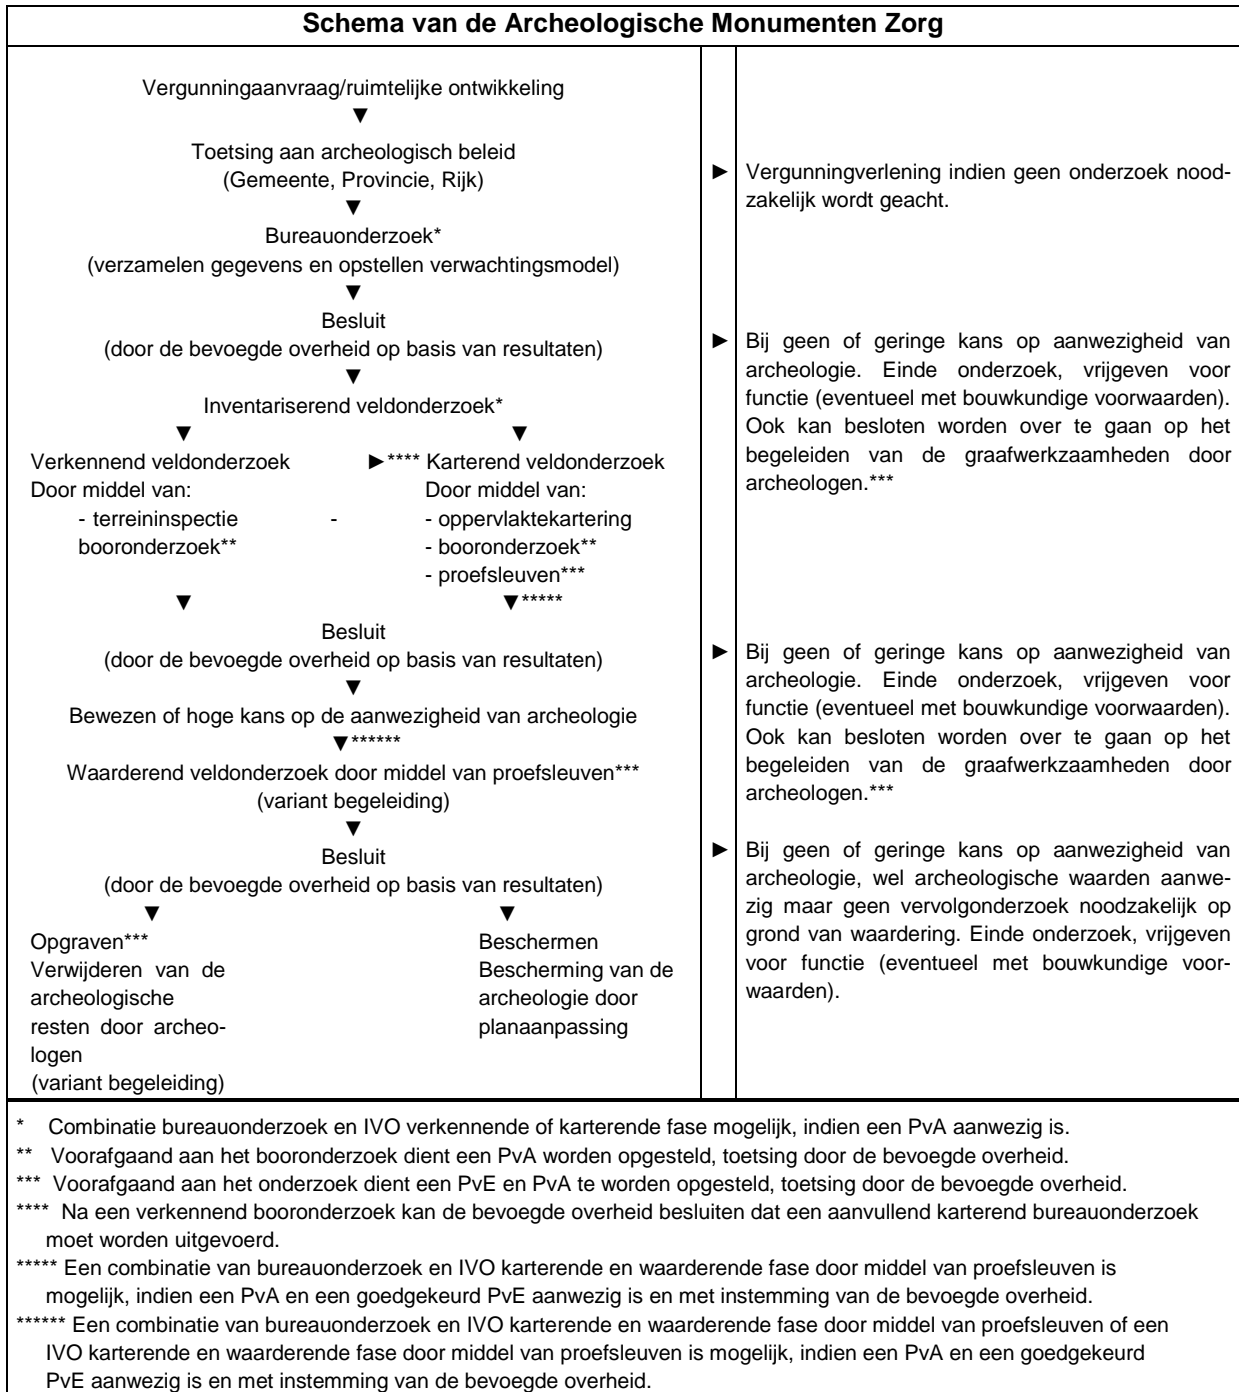 Schema van de Archeologische Monumenten Zorg
Vergunningaanvraag/ruimtelijke ontwikkeling
▼
Toetsing aan archeologisch beleid
(Gemeente, Provincie, Rijk)
▼
Bureauonderzoek*
(verzamelen gegevens en opstellen verwachtingsmodel)
▼
Besluit
(door de bevoegde overheid op basis van resultaten)
▼
Inventariserend veldonderzoek*
▼ ▼
Verkennend veldonderzoek ►**** Karterend veldonderzoek
Door middel van: Door middel van:
- terreininspectie - - oppervlaktekartering
booronderzoek** - booronderzoek**
- proefsleuven***
▼ ▼*****
Besluit
(door de bevoegde overheid op basis van resultaten)
▼
Bewezen of hoge kans op de aanwezigheid van archeologie
▼******
Waarderend veldonderzoek door middel van proefsleuven***
(variant begeleiding)
▼
Besluit
(door de bevoegde overheid op basis van resultaten)
▼ ▼
Opgraven***
Verwijderen van de
archeologische
resten door archeo-
logen
(variant begeleiding)
Beschermen
Bescherming van de
archeologie door
planaanpassing
► Vergunningverlening indien geen onderzoek nood-
zakelijk wordt geacht.
► Bij geen of geringe kans op aanwezigheid van
archeologie. Einde onderzoek, vrijgeven voor
functie (eventueel met bouwkundige voorwaarden).
Ook kan besloten worden over te gaan op het
begeleiden van de graafwerkzaamheden door
archeologen.***
► Bij geen of geringe kans op aanwezigheid van
archeologie. Einde onderzoek, vrijgeven voor
functie (eventueel met bouwkundige voorwaarden).
Ook kan besloten worden over te gaan op het
begeleiden van de graafwerkzaamheden door
archeologen.***
► Bij geen of geringe kans op aanwezigheid van
archeologie, wel archeologische waarden aanwe-
zig maar geen vervolgonderzoek noodzakelijk op
grond van waardering. Einde onderzoek, vrijgeven
voor functie (eventueel met bouwkundige voor-
waarden).
* Combinatie bureauonderzoek en IVO verkennende of karterende fase mogelijk, indien een PvA aanwezig is.
** Voorafgaand aan het booronderzoek dient een PvA worden opgesteld, toetsing door de bevoegde overheid.
*** Voorafgaand aan het onderzoek dient een PvE en PvA te worden opgesteld, toetsing door de bevoegde overheid.
**** Na een verkennend booronderzoek kan de bevoegde overheid besluiten dat een aanvullend karterend bureauonderzoek
moet worden uitgevoerd.
***** Een combinatie van bureauonderzoek en IVO karterende en waarderende fase door middel van proefsleuven is
mogelijk, indien een PvA en een goedgekeurd PvE aanwezig is en met instemming van de bevoegde overheid.
****** Een combinatie van bureauonderzoek en IVO karterende en waarderende fase door middel van proefsleuven of een
IVO karterende en waarderende fase door middel van proefsleuven is mogelijk, indien een PvA en een goedgekeurd
PvE aanwezig is en met instemming van de bevoegde overheid.